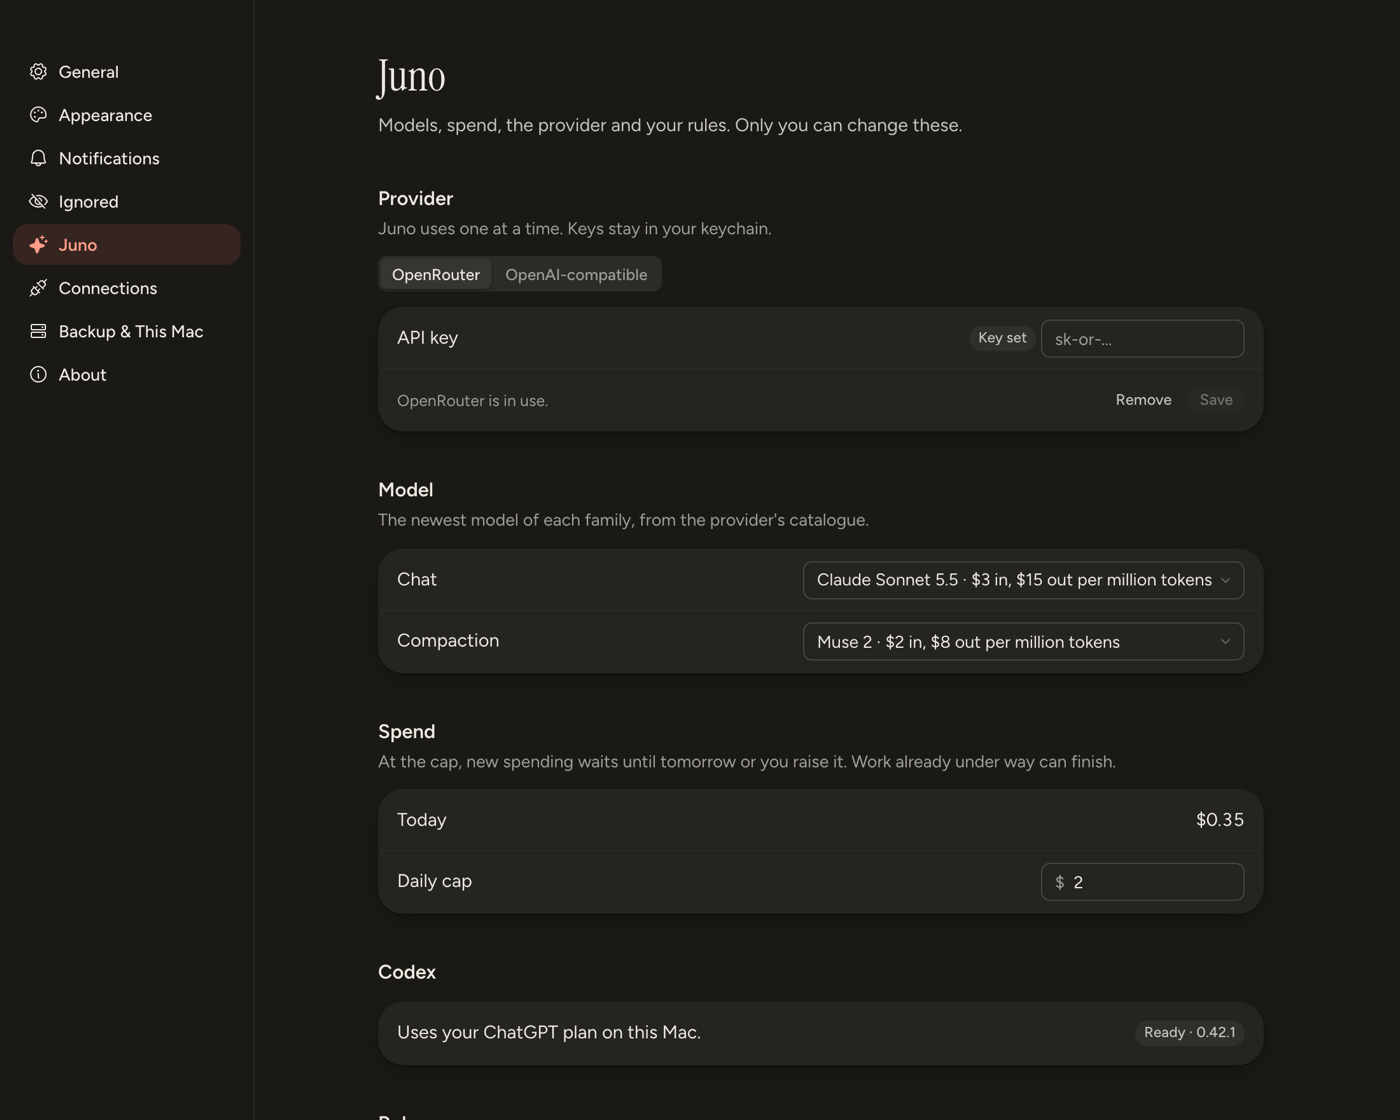 General
Appearance
Notifications
Ignored
Juno
Connections
Backup & This Mac
About
Juno
Models, spend, the provider and your rules. Only you can change these.
Provider
Juno uses one at a time. Keys stay in your keychain.
OpenRouter OpenAI-compatible
API key Key set sk-or-...
OpenRouter is in use. Remove Save
Model
The newest model of each family, from the provider's catalogue.
Chat Claude Sonnet 5.5 · $3 in, $15 out per million tokens
Compaction Muse 2 · $2 in, $8 out per million tokens
Spend
At the cap, new spending waits until tomorrow or you raise it. Work already under way can finish.
Today $0.35
Daily cap $ 2
Codex
Uses your ChatGPT plan on this Mac. Ready · 0.42.1